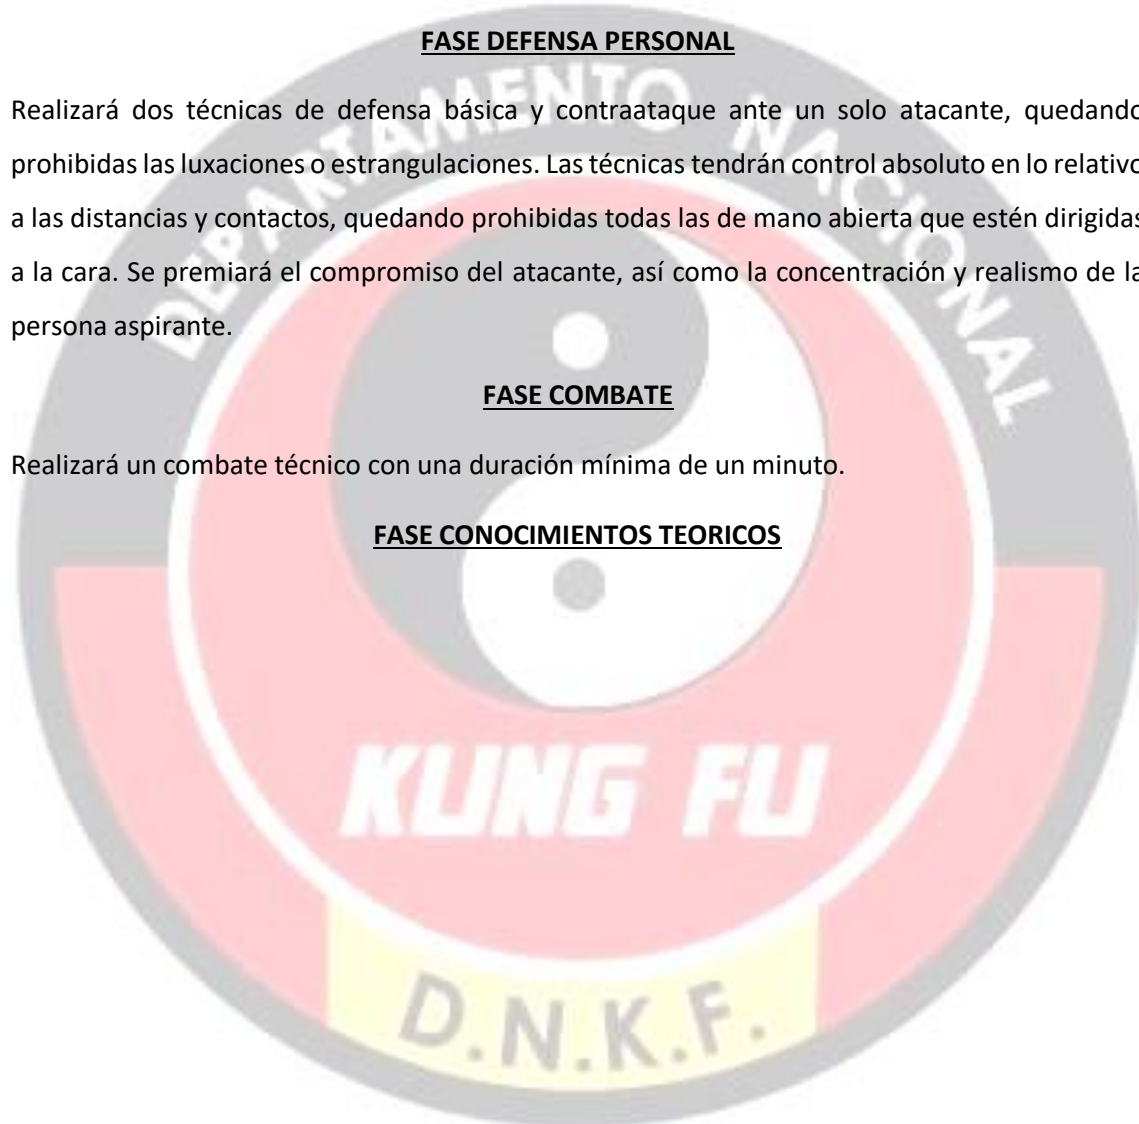 FASE DEFENSA PERSONAL
Realizará dos técnicas de defensa básica y contraataque ante un solo atacante, quedando
prohibidas las luxaciones o estrangulaciones. Las técnicas tendrán control absoluto en lo relativo
a las distancias y contactos, quedando prohibidas todas las de mano abierta que estén dirigidas
a la cara. Se premiará el compromiso del atacante, así como la concentración y realismo de la
persona aspirante.
FASE COMBATE
Realizará un combate técnico con una duración mínima de un minuto.
FASE CONOCIMIENTOS TEORICOS
DEPARTAMENTO NACIONAL
KUNG FU
D.N.K.F.